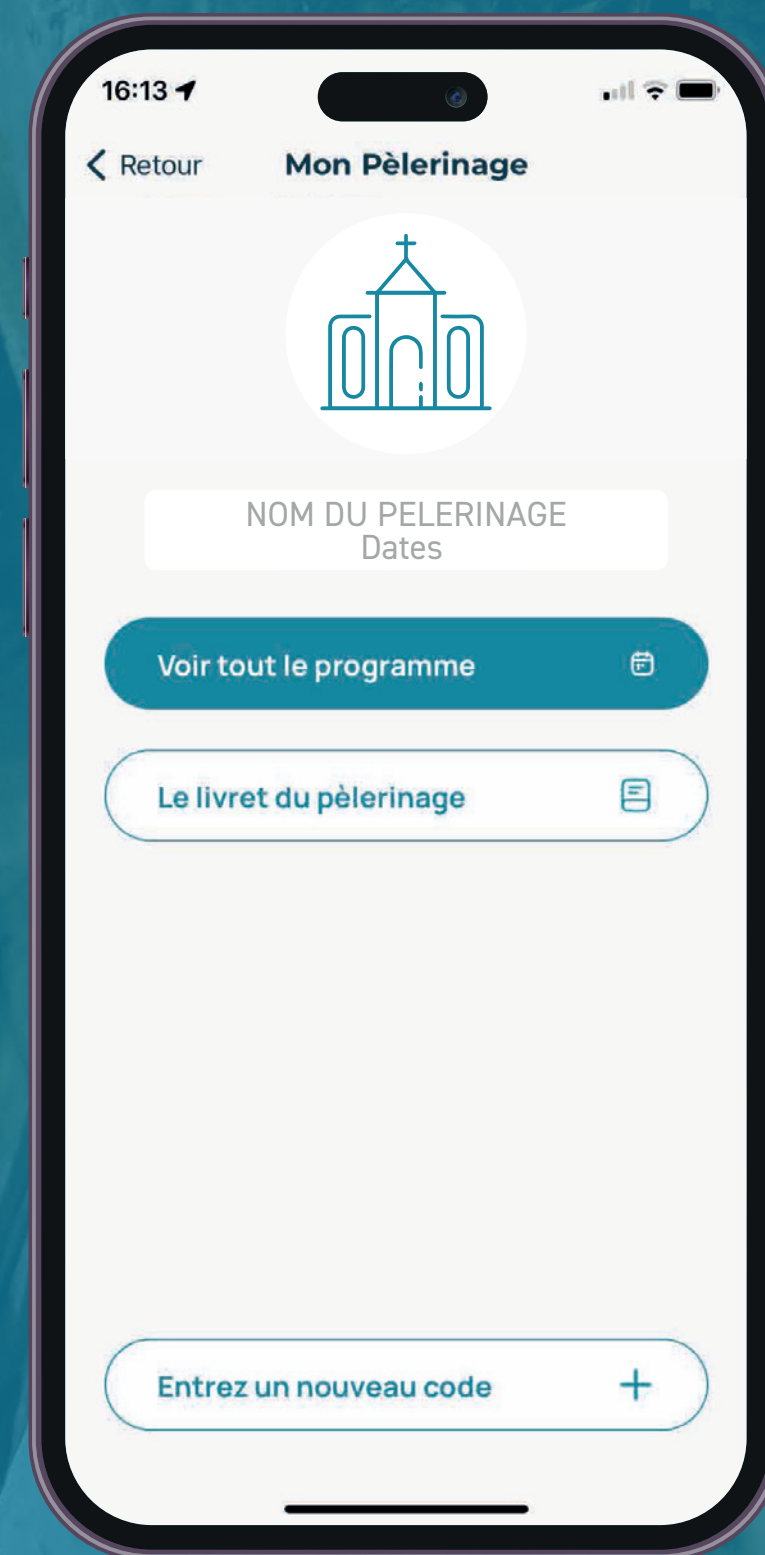 16:13
Retour
Mon Pèlerinage
NOM DU PELERINAGE
Dates
Voir tout le programme
Le livret du pèlerinage
Entrez un nouveau code